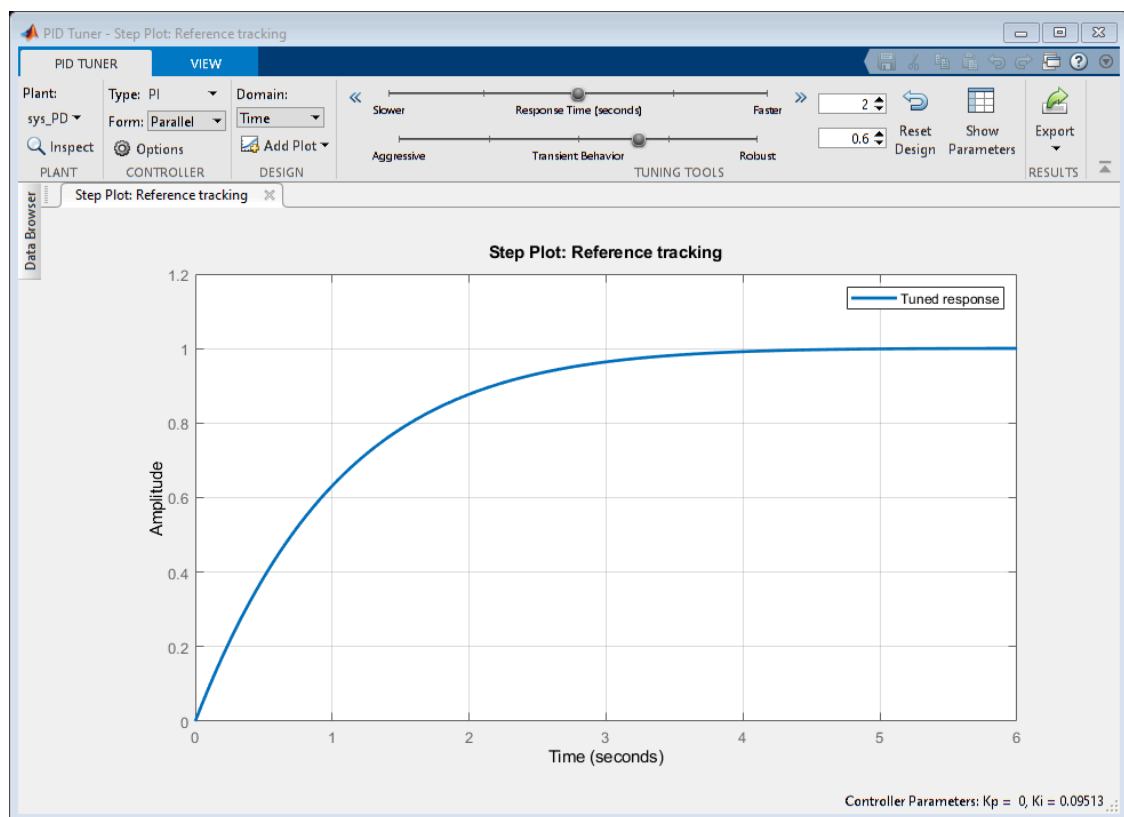 PID Tuner - Step Plot: Reference tracking
PID TUNER VIEW
Plant: Type: PI Domain: Slower Response Time (seconds) Faster 2
sys_PD Form: Parallel Time 0.6 Reset Design Show Parameters Export
Inspect Options Add Plot Aggressive Transient Behavior Robust
PLANT CONTROLLER DESIGN TUNING TOOLS RESULTS
Data Browser
Step Plot: Reference tracking
Step Plot: Reference tracking
Tuned response
1.2
1
0.8
0.6
0.4
0.2
0
Amplitude
0 1 2 3 4 5 6
Time (seconds)
Controller Parameters: Kp = 0, Ki = 0.09513